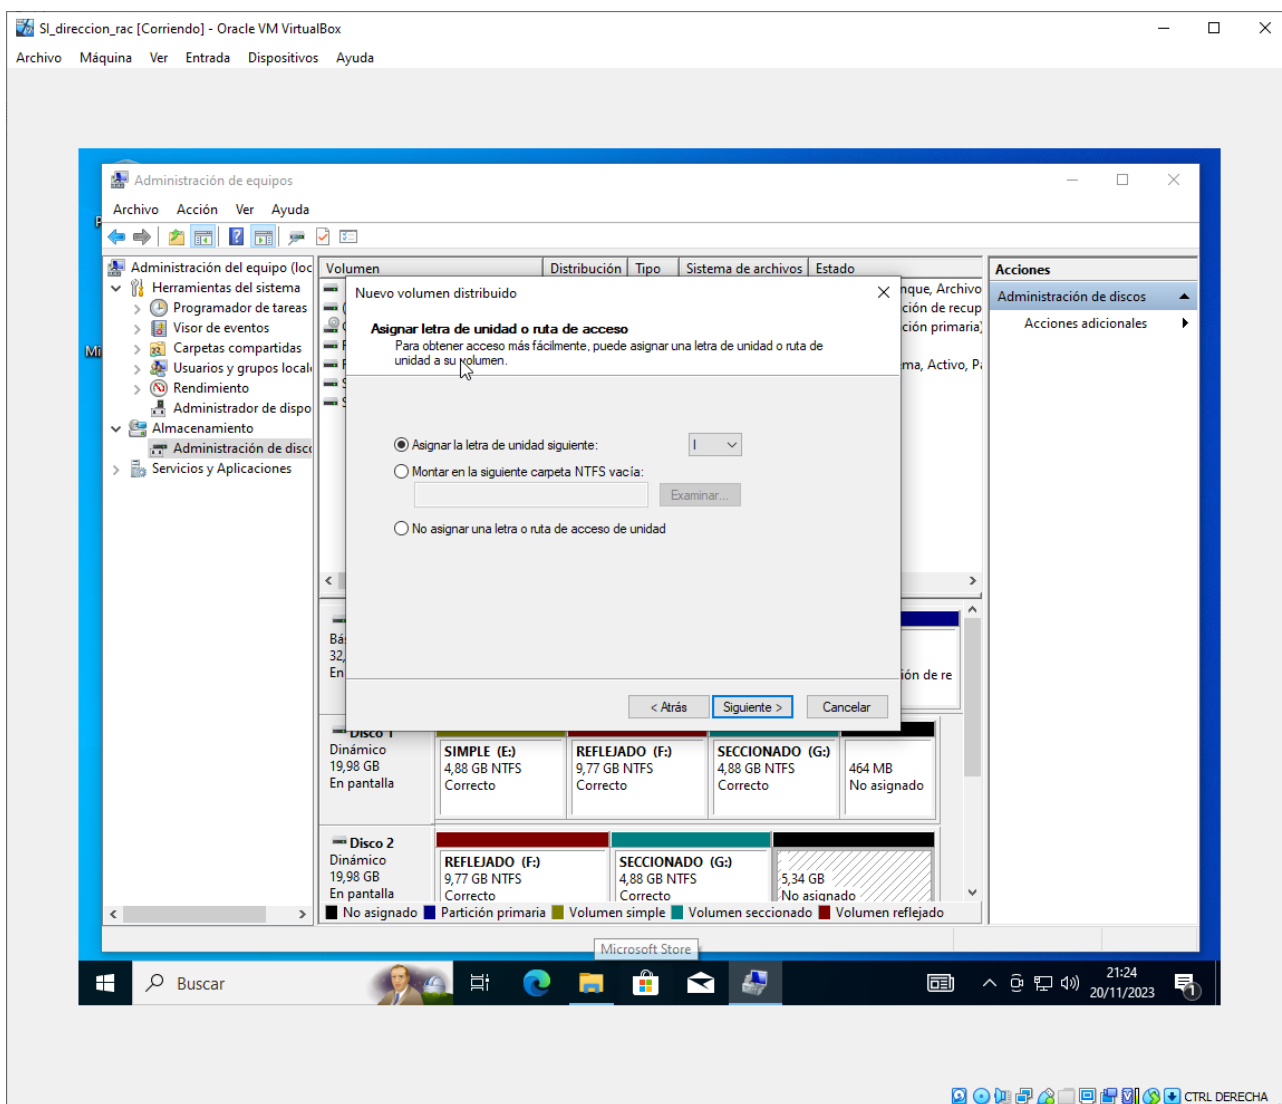 SI_direccion_rac [Corriendo] - Oracle VM VirtualBox
Archivo Máquina Ver Entrada Dispositivos Ayuda
Administración de equipos
Archivo Acción Ver Ayuda
Administración del equipo (loc
Herramientas del sistema
Programador de tareas
Visor de eventos
Carpetas compartidas
Usuarios y grupos locale
Rendimiento
Administrador de dispo
Almacenamiento
Administración de disco
Servicios y Aplicaciones
Volumen Distribución Tipo Sistema de archivos Estado
nque, Archivo
ción de recup
ción primaria)
ema, Activo, Pa
Nuevo volumen distribuido
Asignar letra de unidad o ruta de acceso
Para obtener acceso más fácilmente, puede asignar una letra de unidad o ruta de
unidad a su volumen.
Asignar la letra de unidad siguiente: I
Montar en la siguiente carpeta NTFS vacía:
Examinar...
No asignar una letra o ruta de acceso de unidad
< Atrás Siguiente > Cancelar
Bás
32,
En
ión de re
Disco 1
Dinámico
19,98 GB
En pantalla
SIMPLE (E:)
4,88 GB NTFS
Correcto
REFLEJADO (F:)
9,77 GB NTFS
Correcto
SECCIONADO (G:)
4,88 GB NTFS
Correcto
464 MB
No asignado
Disco 2
Dinámico
19,98 GB
En pantalla
REFLEJADO (F:)
9,77 GB NTFS
Correcto
SECCIONADO (G:)
4,88 GB NTFS
Correcto
5,34 GB
No asignado
No asignado Partición primaria Volumen simple Volumen seccionado Volumen reflejado
Acciones
Administración de discos
Acciones adicionales
Microsoft Store
Buscar
21:24
20/11/2023
1
CTRL DERECHA